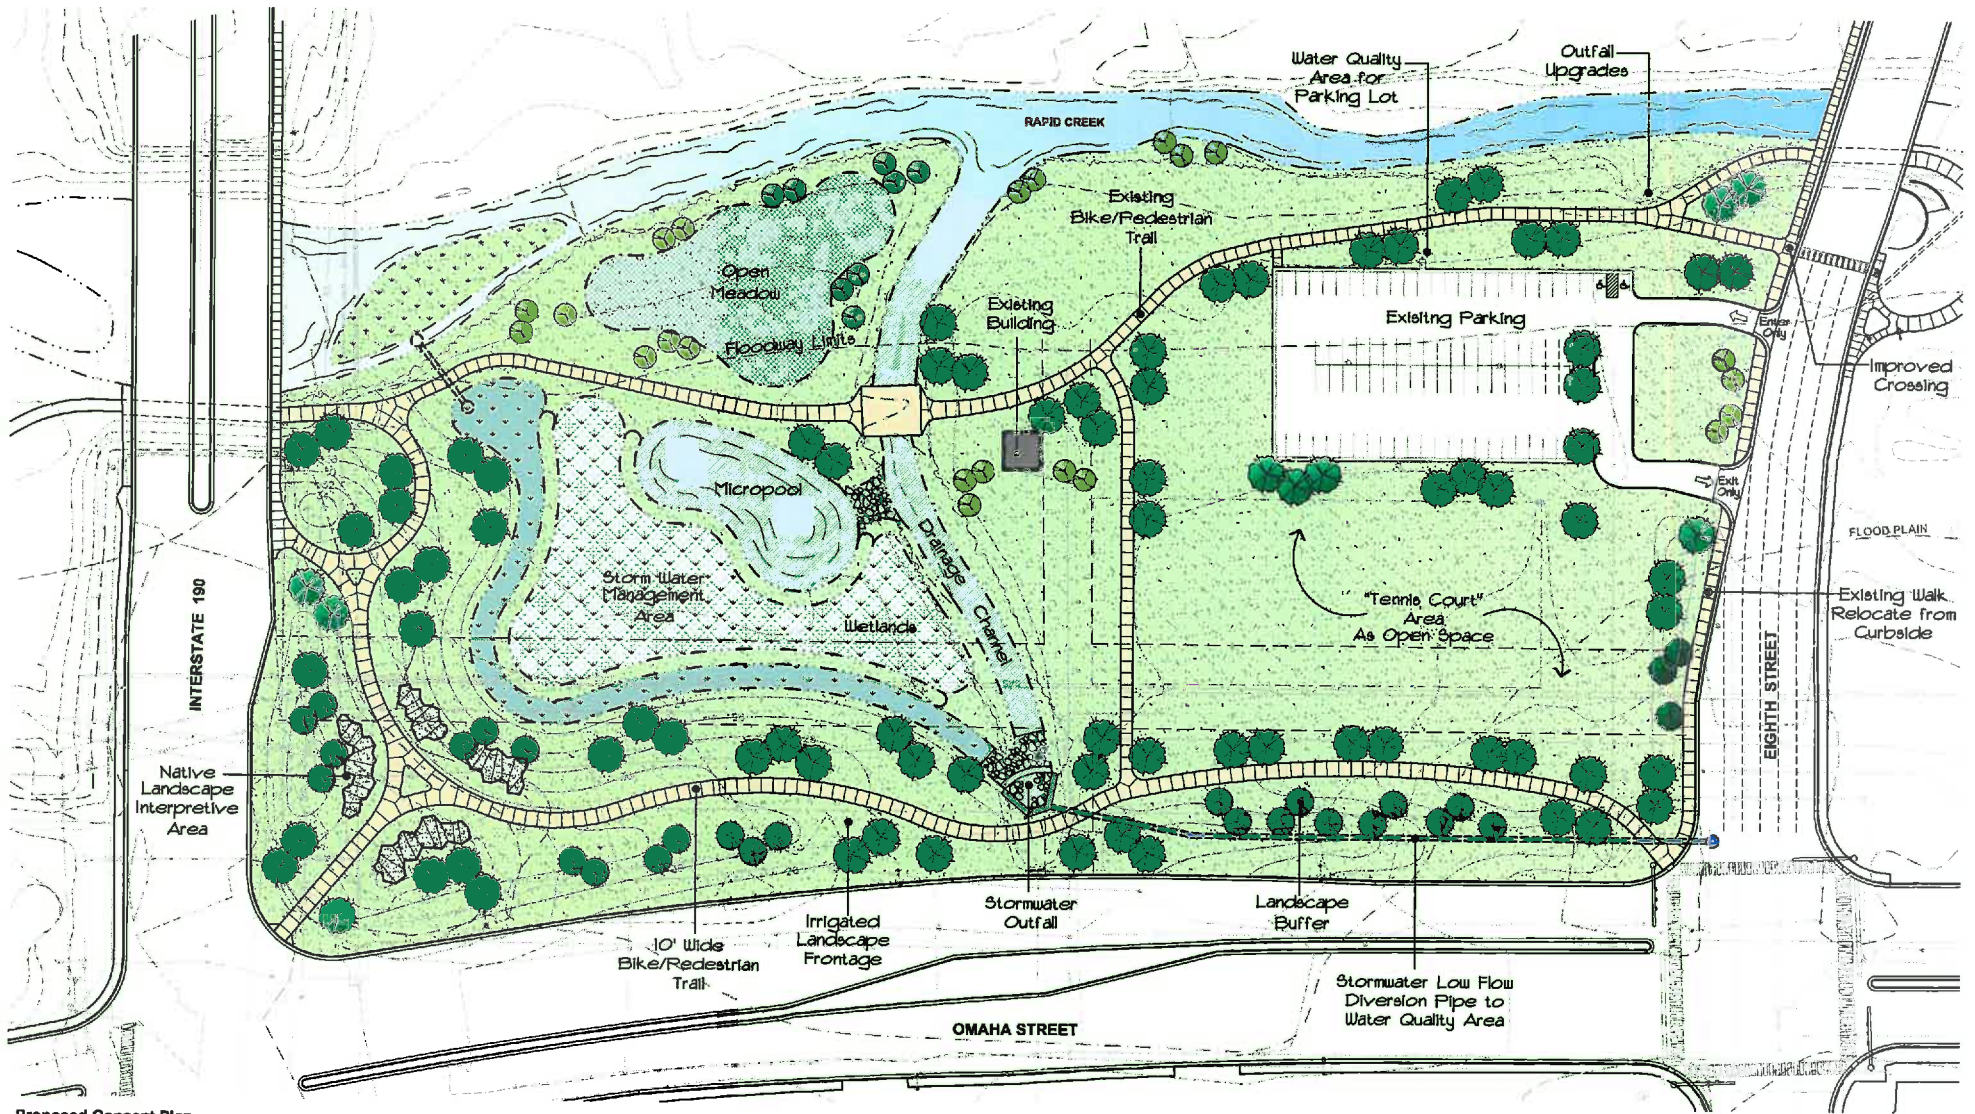 Water Quality
Area for
Parking Lot
Outfall
Upgrades
RAPID CREEK
Existing
Bike/Pedestrian
Trail
Open
Meadow
Existing
Building
Floodway Limits
Existing Parking
Enter
Only
Improved
Crossing
Micropool
Exit
Only
Drainage Channel
FLOOD PLAIN
Storm Water
Management
Area
Wetlands
"Tennis Court"
Area
As Open Space
Existing Walk
Relocate from
Curbside
INTERSTATE 190
EIGHTH STREET
Native
Landscape
Interpretive
Area
Stormwater
Outfall
Landscape
Buffer
Irrigated
Landscape
Frontage
10' Wide
Bike/Pedestrian
Trail
Stormwater Low Flow
Diversion Pipe to
Water Quality Area
OMAHA STREET
Proposed Concept Plan